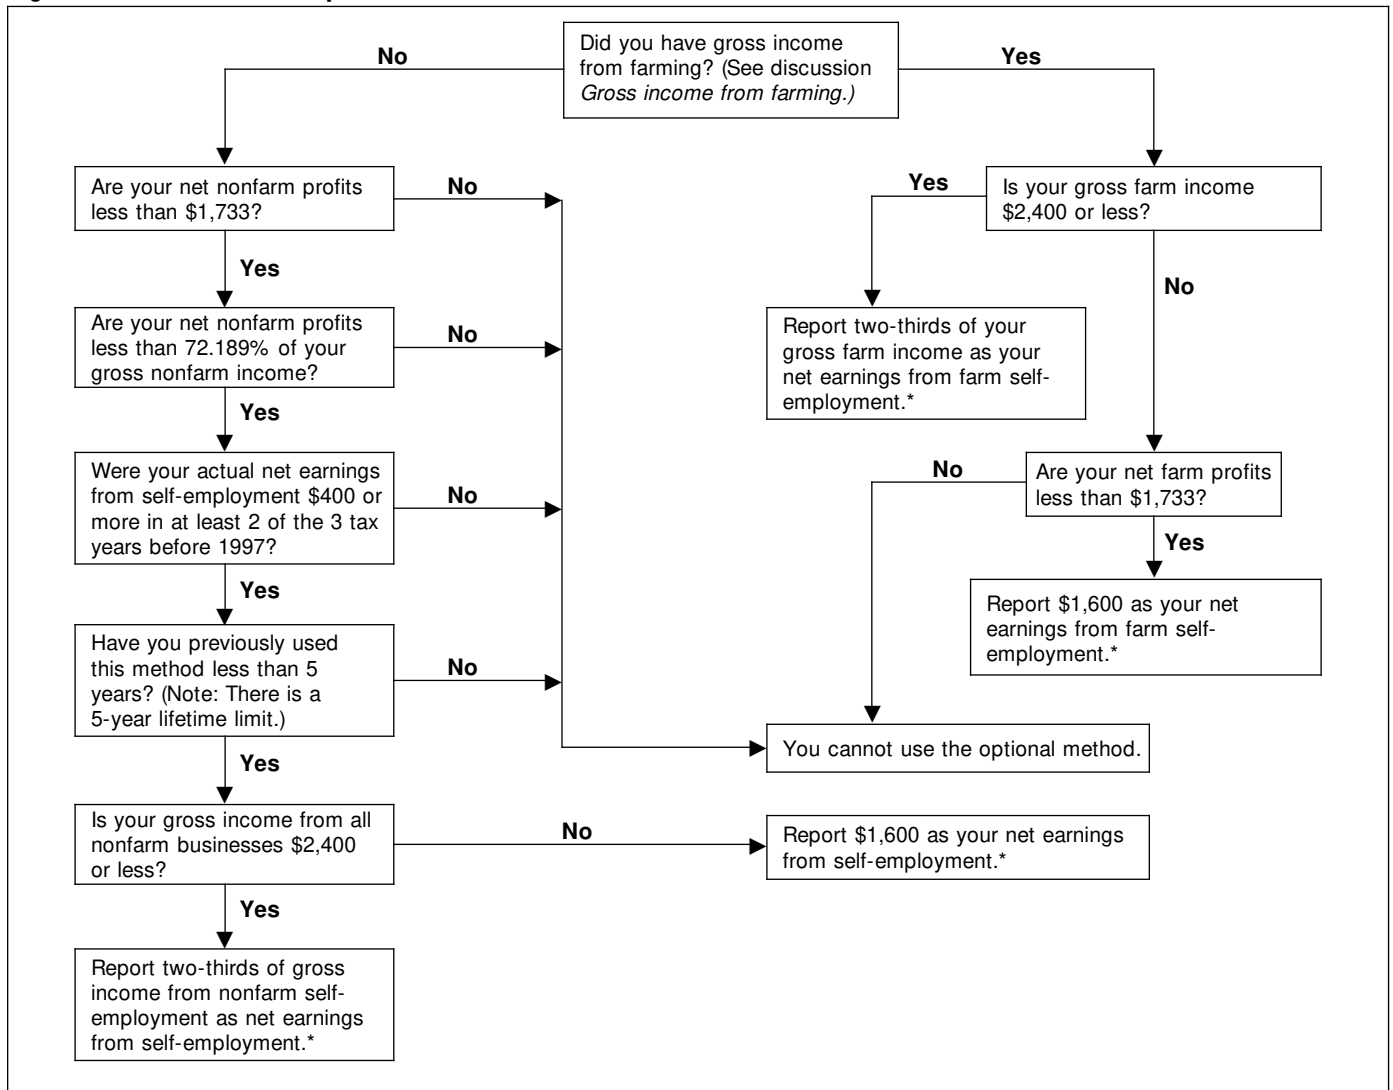 Did you have gross income
from farming? (See discussion
Gross income from farming.)
No
Yes
Are your net nonfarm profits
less than $1,733?
No
Yes
Is your gross farm income
$2,400 or less?
Yes
No
Are your net nonfarm profits
less than 72.189% of your
gross nonfarm income?
No
Report two-thirds of your
gross farm income as your
net earnings from farm self-
employment.*
Yes
Were your actual net earnings
from self-employment $400 or
more in at least 2 of the 3 tax
years before 1997?
No
No
Are your net farm profits
less than $1,733?
Yes
Yes
Report $1,600 as your net
earnings from farm self-
employment.*
Have you previously used
this method less than 5
years? (Note: There is a
5-year lifetime limit.)
No
You cannot use the optional method.
Yes
Is your gross income from all
nonfarm businesses $2,400
or less?
No
Report $1,600 as your net earnings
from self-employment.*
Yes
Report two-thirds of gross
income from nonfarm self-
employment as net earnings
from self-employment.*